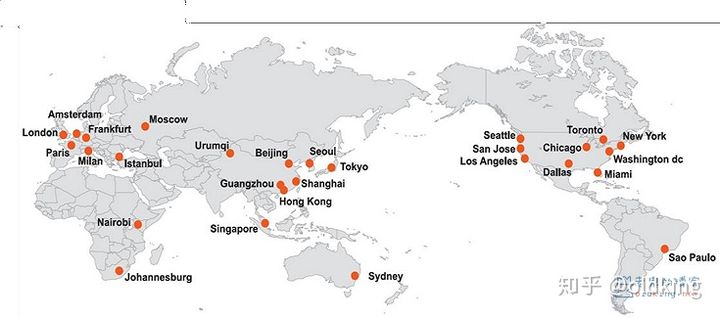 Amsterdam
London
Frankfurt
Moscow
Paris
Milan
Istanbul
Urumqi
Beijing
Seoul
Tokyo
Guangzhou
Shanghai
Hong Kong
Singapore
Nairobi
Johannesburg
Sydney
Seattle
San Jose
Los Angeles
Toronto
Chicago
New York
Washington dc
Dallas
Miami
Sao Paulo
知乎 @oldking